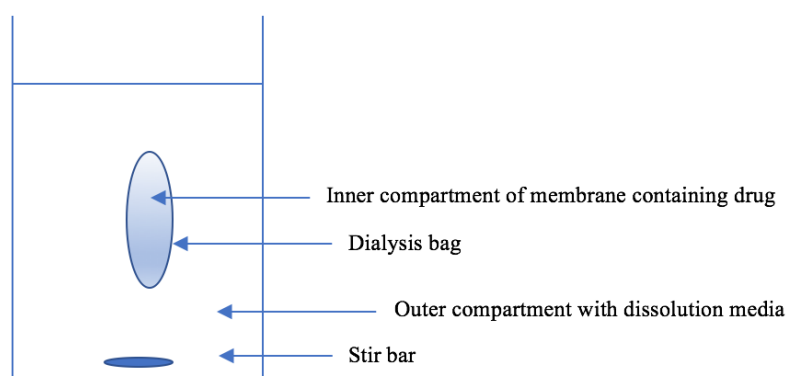 Inner compartment of membrane containing drug
Dialysis bag
Outer compartment with dissolution media
Stir bar